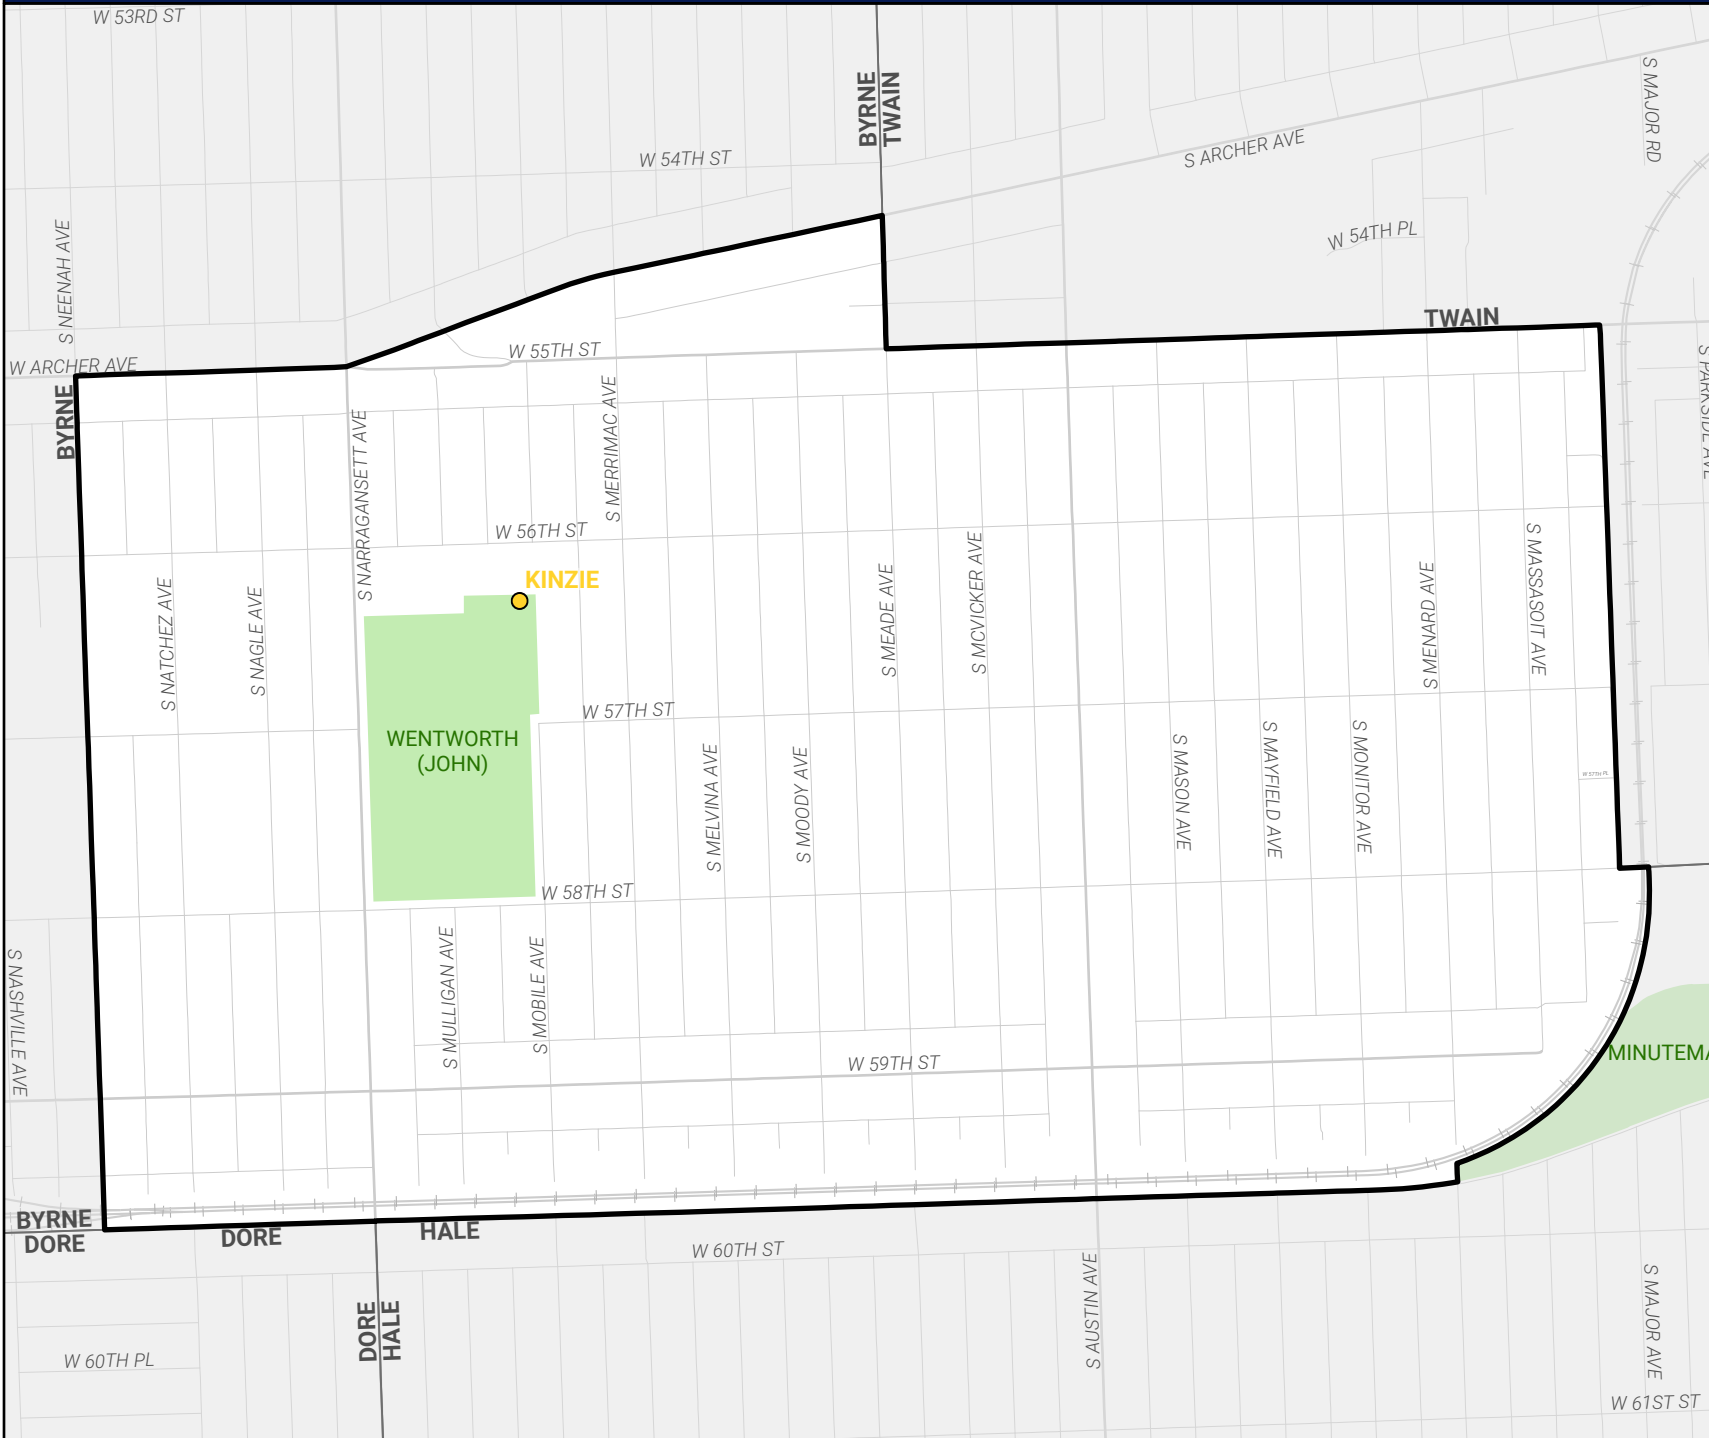 W 53RD ST
BYRNE
TWAIN
S MAJOR RD
S ARCHER AVE
W 54TH ST
S NEENAH AVE
W 54TH PL
TWAIN
W 55TH ST
W ARCHER AVE
BYRNE
S PARKSIDE AVE
S NARRAGANSETT AVE
S MERRIMAC AVE
W 56TH ST
KINZIE
S NATCHEZ AVE
S NAGLE AVE
S MEADE AVE
S MCVICKER AVE
S MENARD AVE
S MASSASOIT AVE
W 57TH ST
WENTWORTH
(JOHN)
S MELVINA AVE
S MOODY AVE
S MASON AVE
S MAYFIELD AVE
S MONITOR AVE
W 57TH PL
W 58TH ST
S NASHVILLE AVE
S MULLIGAN AVE
S MOBILE AVE
W 59TH ST
MINUTEMA
BYRNE
DORE
DORE
HALE
W 60TH ST
DORE
HALE
S AUSTIN AVE
S MAJOR AVE
W 60TH PL
W 61ST ST